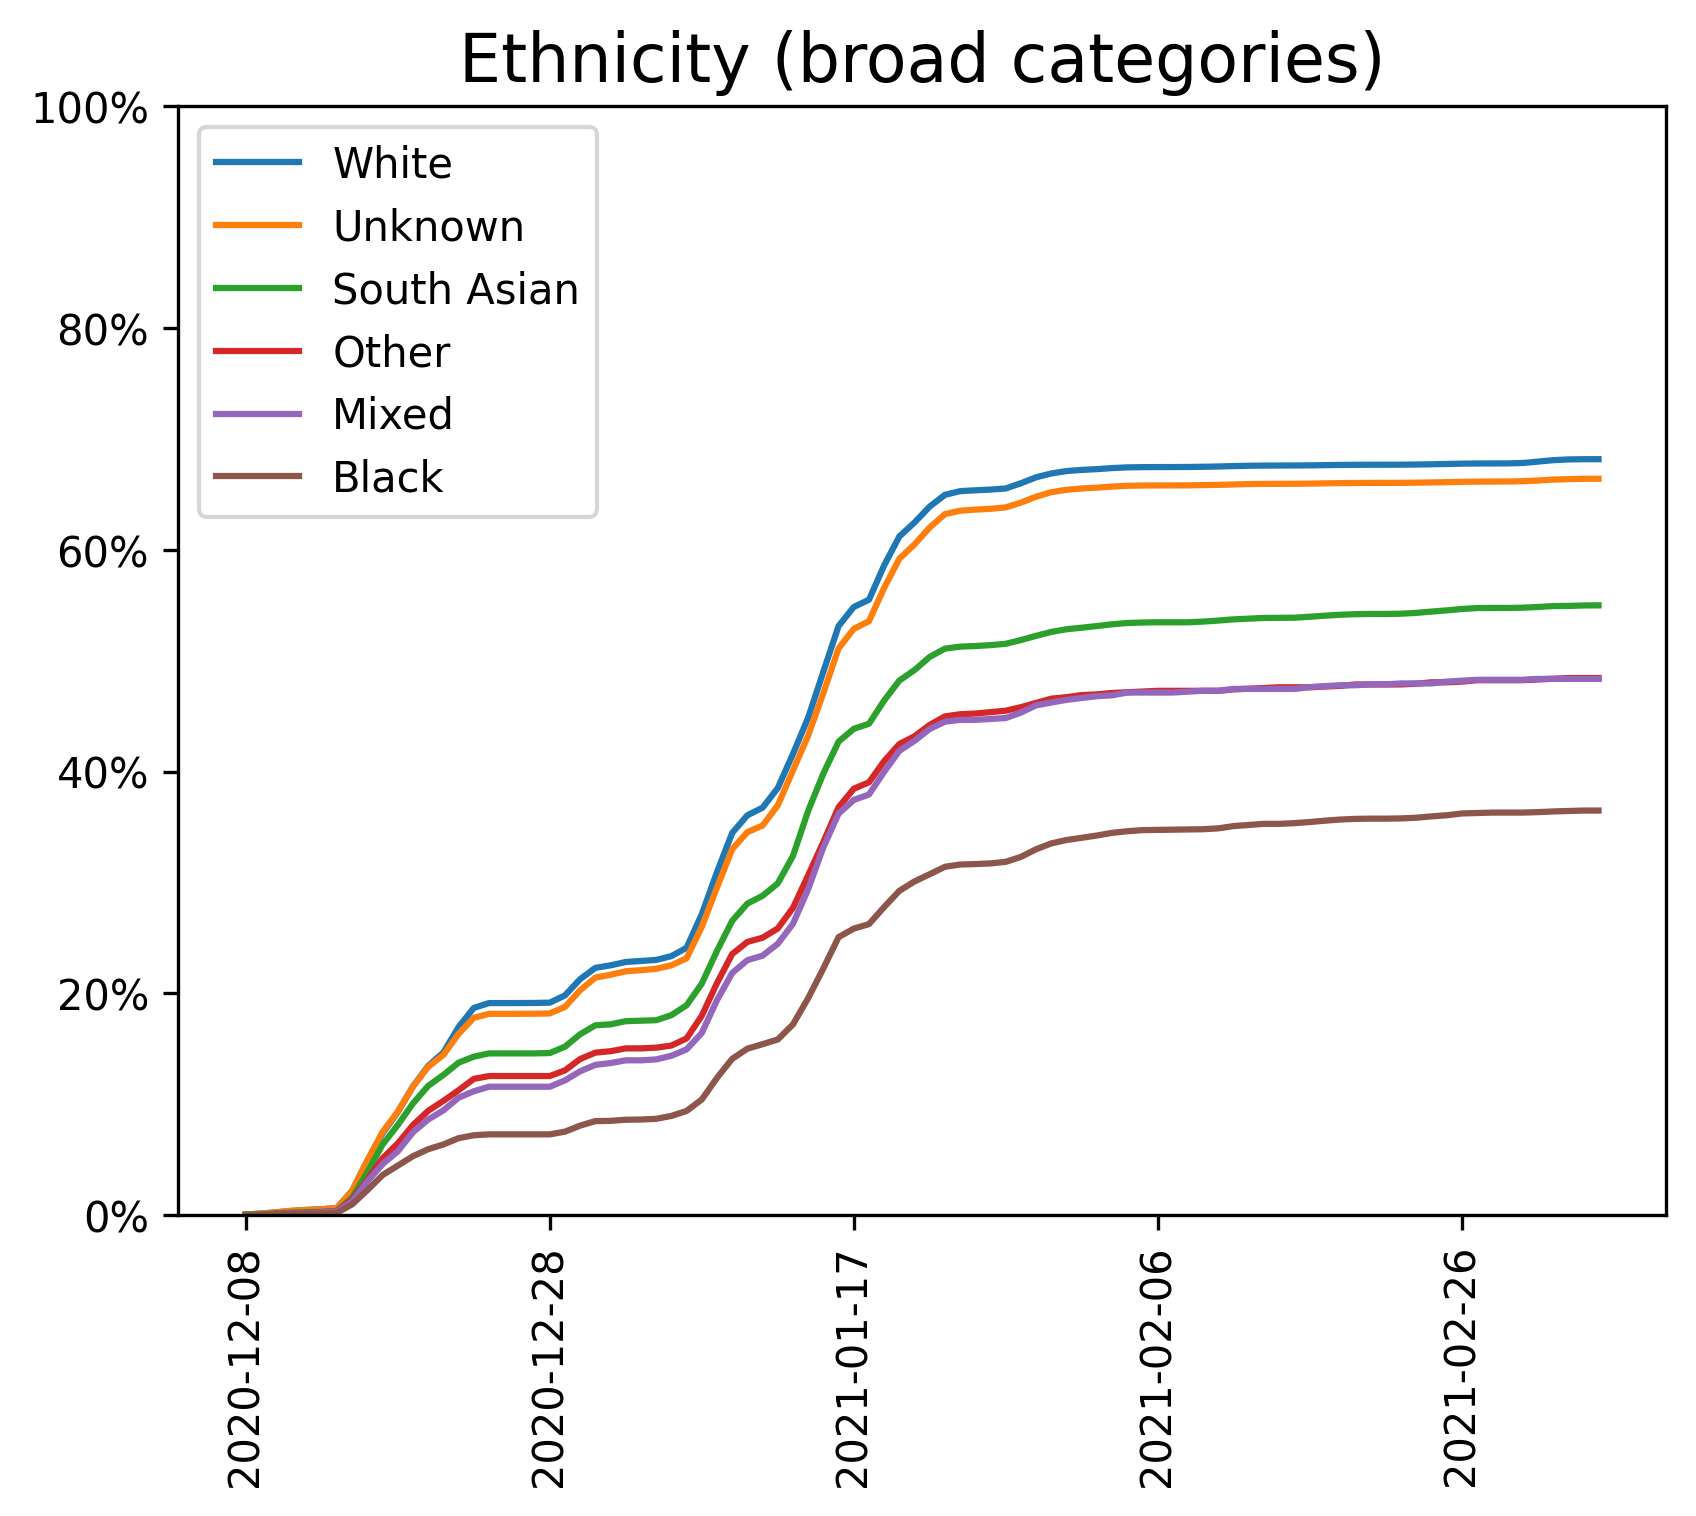 Ethnicity (broad categories)
100%
80%
60%
40%
20%
0%
White
Unknown
South Asian
Other
Mixed
Black
2020-12-08
2020-12-28
2021-01-17
2021-02-06
2021-02-26